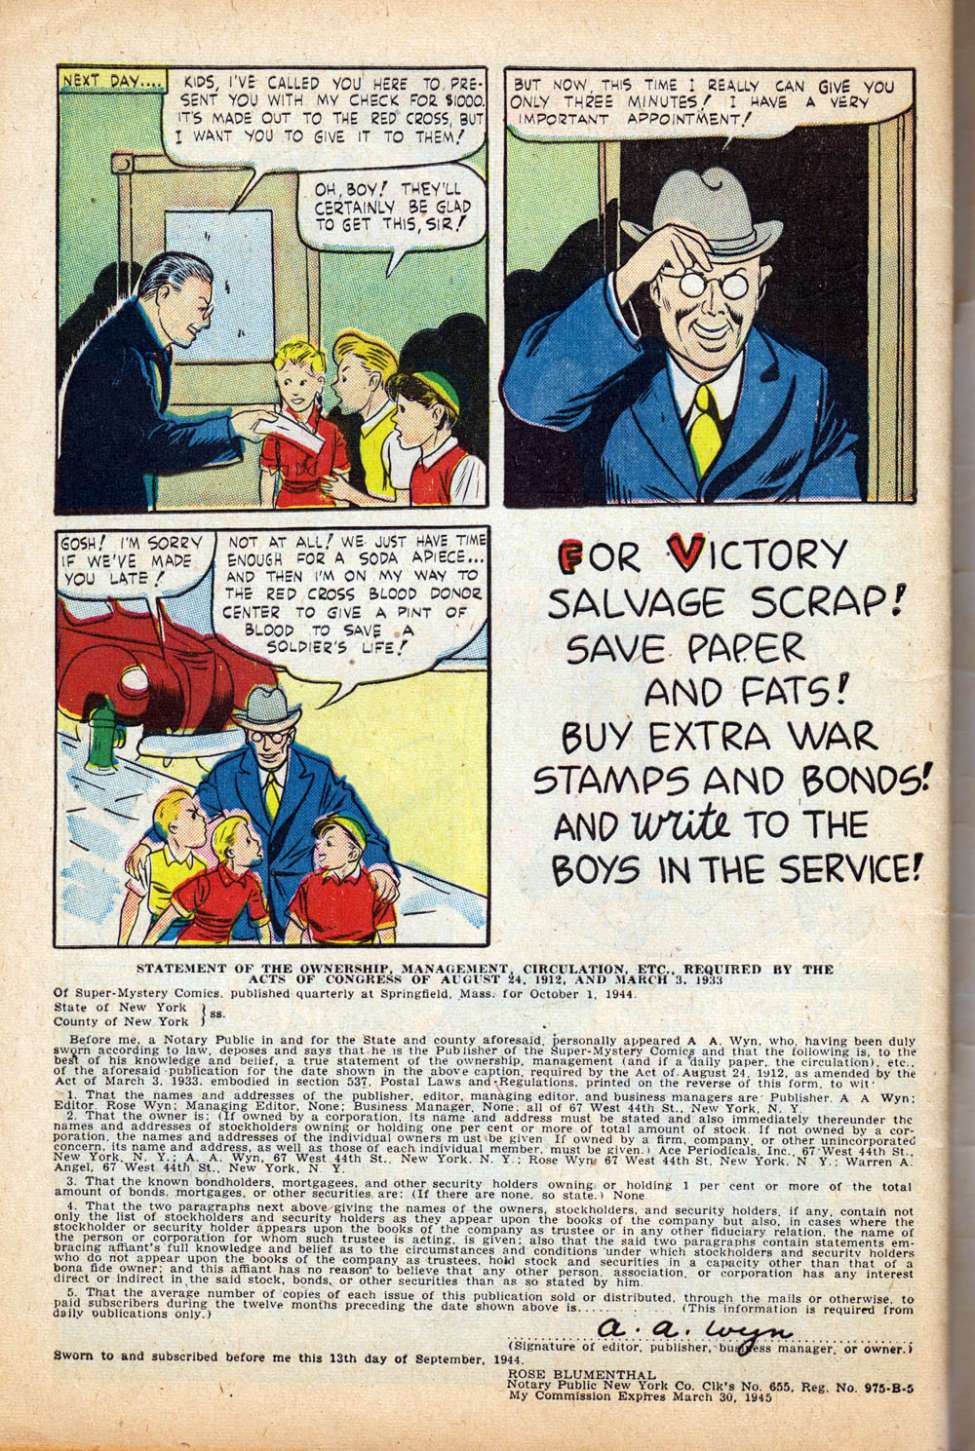 NEXT DAY....
KIDS, I'VE CALLED YOU HERE TO PRE-
SENT YOU WITH MY CHECK FOR $1000.
IT'S MADE OUT TO THE RED CROSS, BUT
I WANT YOU TO GIVE IT TO THEM!
OH, BOY! THEY'LL
CERTAINLY BE GLAD
TO GET THIS, SIR!
BUT NOW, THIS TIME I REALLY CAN GIVE YOU
ONLY THREE MINUTES! I HAVE A VERY
IMPORTANT APPOINTMENT!
GOSH! I'M SORRY
IF WE'VE MADE
YOU LATE!
NOT AT ALL! WE JUST HAVE TIME
ENOUGH FOR A SODA APIECE...
AND THEN I'M ON MY WAY TO
THE RED CROSS BLOOD DONOR
CENTER TO GIVE A PINT OF
BLOOD TO SAVE A
SOLDIER'S LIFE!
FOR VICTORY
SALVAGE SCRAP!
SAVE PAPER
AND FATS!
BUY EXTRA WAR
STAMPS AND BONDS!
AND write TO THE
BOYS IN THE SERVICE!
STATEMENT OF THE OWNERSHIP, MANAGEMENT, CIRCULATION, ETC., REQUIRED BY THE
ACTS OF CONGRESS OF AUGUST 24, 1912, AND MARCH 3, 1933
Of Super-Mystery Comics, published quarterly at Springfield, Mass. for October 1, 1944.
State of New York } ss.
County of New York
Before me, a Notary Public in and for the State and county aforesaid, personally appeared A. A. Wyn, who, having been duly
sworn according to law, deposes and says that he is the Publisher of the Super-Mystery Comics and that the following is, to the
best of his knowledge and belief, a true statement of the ownership, management (and if a daily paper, the circulation), etc.,
of the aforesaid publication for the date shown in the above caption, required by the Act of August 24, 1912, as amended by the
Act of March 3, 1933, embodied in section 537, Postal Laws and Regulations, printed on the reverse of this form, to wit:
1. That the names and addresses of the publisher, editor, managing editor, and business managers are: Publisher, A A Wyn;
Editor, Rose Wyn; Managing Editor, None; Business Manager, None; all of 67 West 44th St., New York, N. Y.
2. That the owner is: (If owned by a corporation, its name and address must be stated and also immediately thereunder the
names and addresses of stockholders owning or holding one per cent or more of total amount of stock. If not owned by a cor-
poration, the names and addresses of the individual owners must be given. If owned by a firm, company, or other unincorporated
concern, its name and address, as well as those of each individual member, must be given.) Ace Periodicals, Inc., 67 West 44th St.,
New York, N. Y.; A. A. Wyn, 67 West 44th St., New York, N. Y.; Rose Wyn, 67 West 44th St, New York, N. Y.; Warren A.
Angel, 67 West 44th St., New York, N. Y.
3. That the known bondholders, mortgagees, and other security holders owning or holding 1 per cent or more of the total
amount of bonds, mortgages, or other securities are: (If there are none, so state.) None
4. That the two paragraphs next above giving the names of the owners, stockholders, and security holders, if any, contain not
only the list of stockholders and security holders as they appear upon the books of the company but also, in cases where the
stockholder or security holder appears upon the books of the company as trustee or in any other fiduciary relation, the name of
the person or corporation for whom such trustee is acting, is given; also that the said two paragraphs contain statements em-
bracing affiant's full knowledge and belief as to the circumstances and conditions under which stockholders and security holders
who do not appear upon the books of the company as trustees, hold stock and securities in a capacity other than that of a
bona fide owner; and this affiant has no reason to believe that any other person, association, or corporation has any interest
direct or indirect in the said stock, bonds, or other securities than as so stated by him.
5. That the average number of copies of each issue of this publication sold or distributed, through the mails or otherwise, to
paid subscribers during the twelve months preceding the date shown above is.............. (This information is required from
daily publications only.)
A. A. Wyn
(Signature of editor, publisher, business manager, or owner.)
Sworn to and subscribed before me this 13th day of September, 1944.
ROSE BLUMENTHAL
Notary Public New York Co. Clk's No. 655, Reg. No. 975-B-5
My Commission Expires March 30, 1945